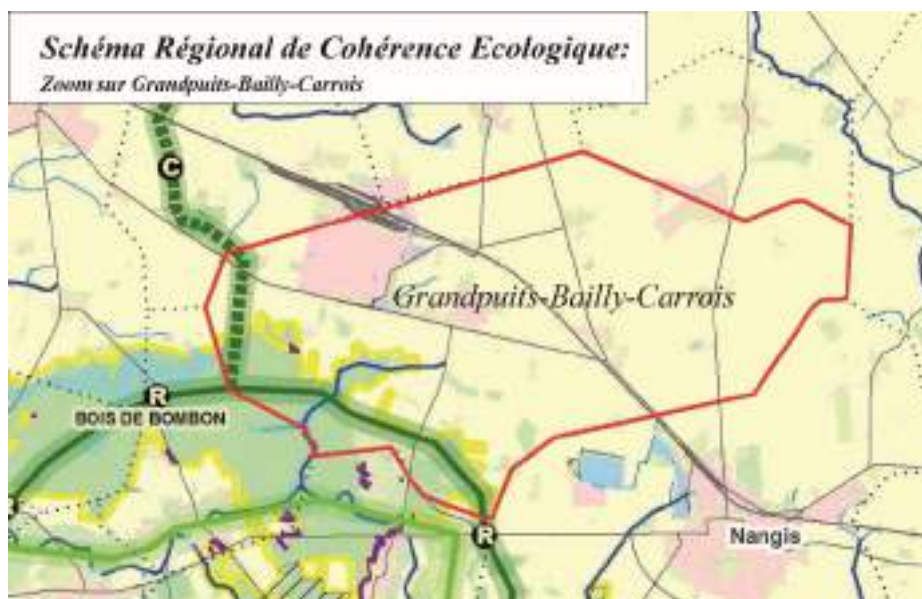 Schéma Régional de Cohérence Ecologique:
Zoom sur Grandpuits-Bailly-Carrois
C
Grandpuits-Bailly-Carrois
R
BOIS DE BOMBON
R
Nangis